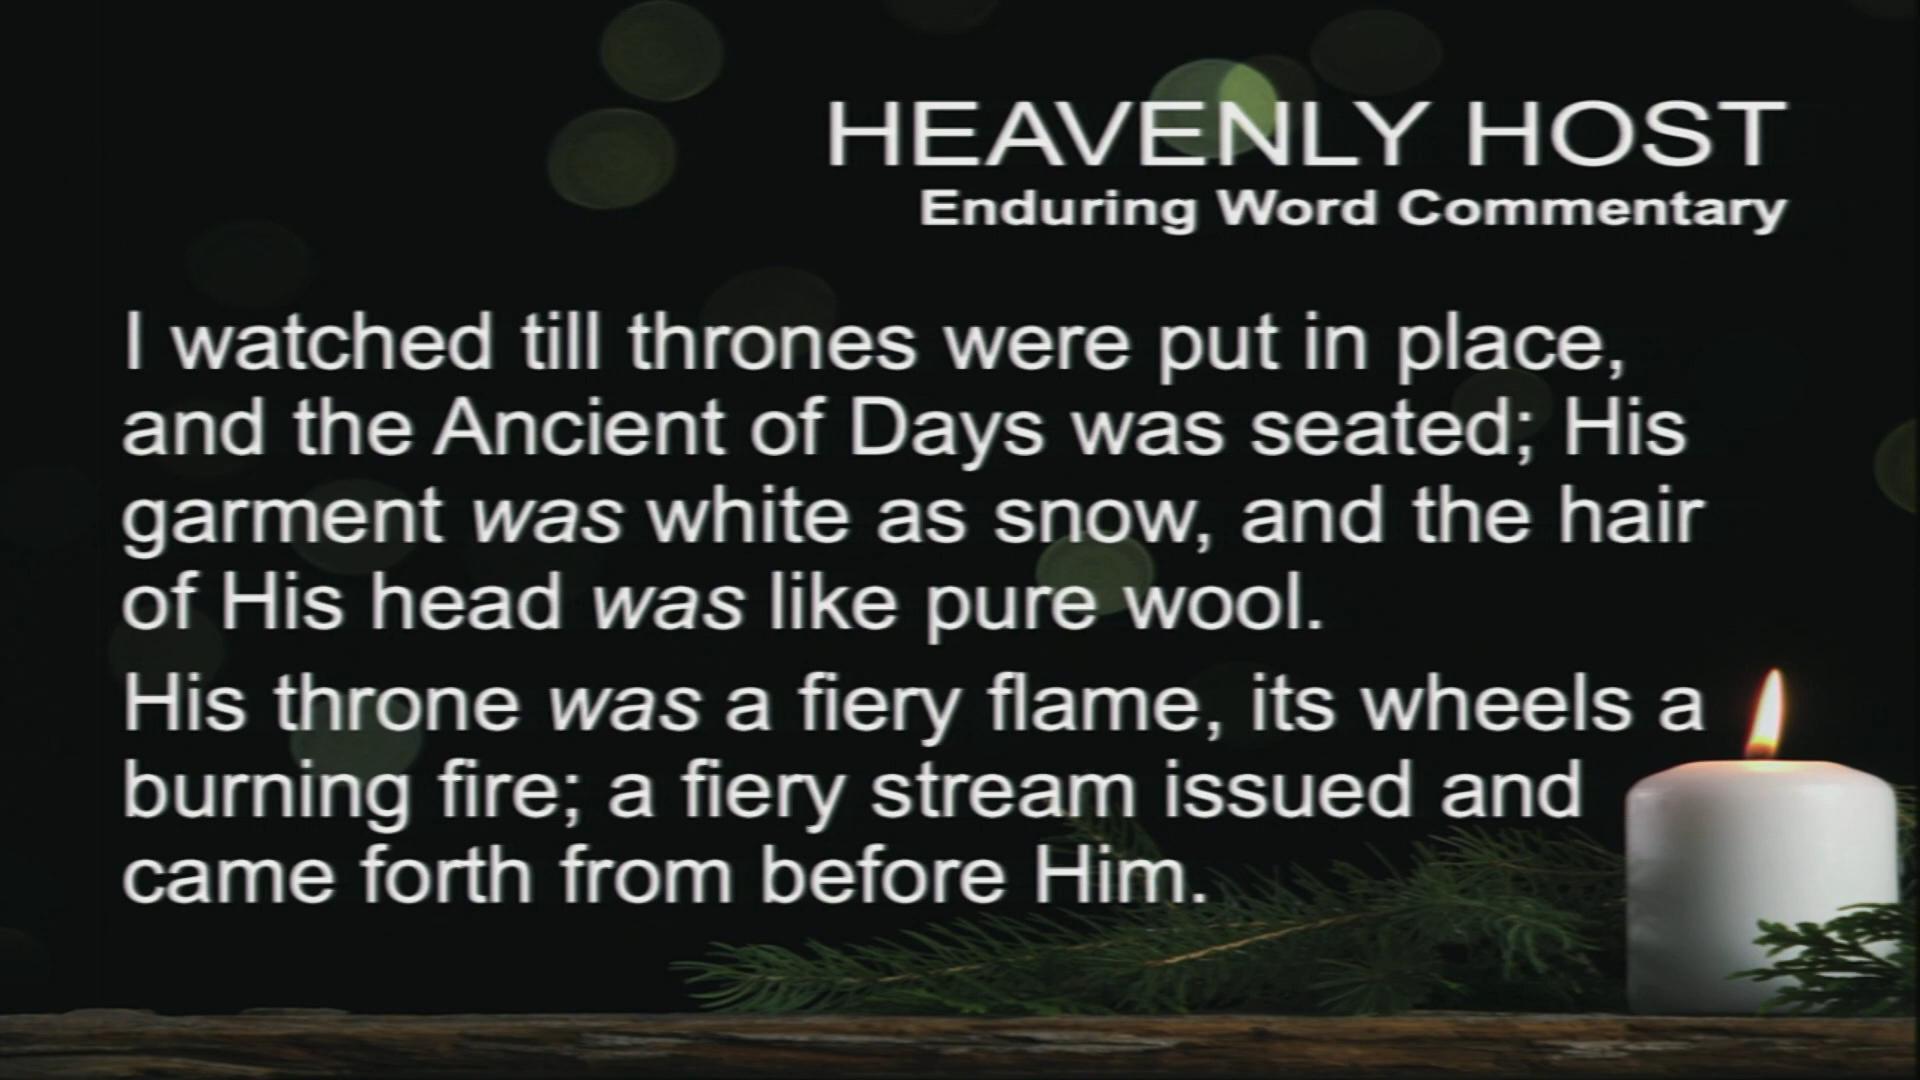 HEAVENLY HOST
Enduring Word Commentary
I watched till thrones were put in place,
and the Ancient of Days was seated; His
garment was white as snow, and the hair
of His head was like pure wool.
His throne was a fiery flame, its wheels a
burning fire; a fiery stream issued and
came forth from before Him.